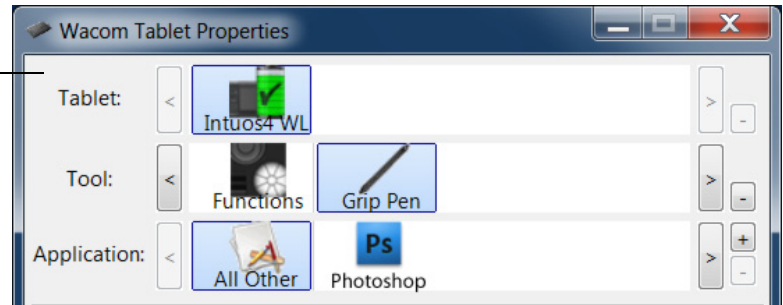 Wacom Tablet Properties
Tablet:
<
Intuos4 WL
>
-
Tool:
<
Functions
Grip Pen
>
-
Application:
<
All Other
Ps
Photoshop
>
+
-